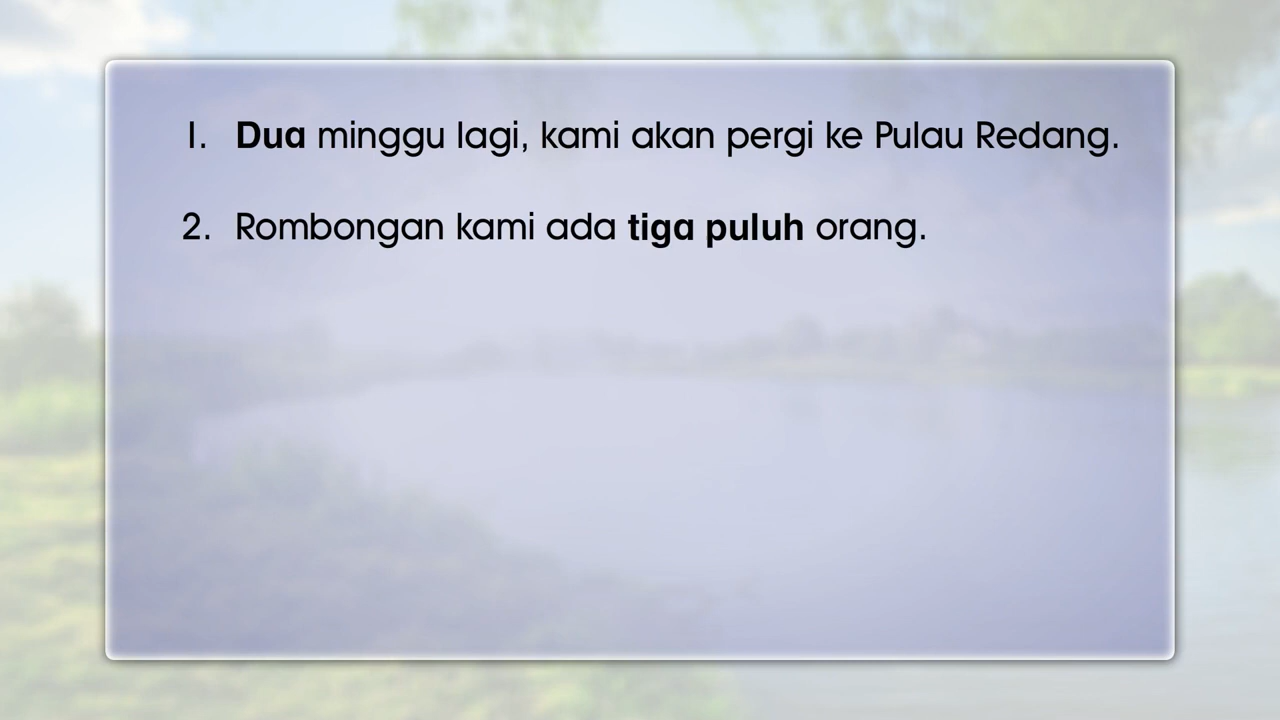 1. Dua minggu lagi, kami akan pergi ke Pulau Redang.
2. Rombongan kami ada tiga puluh orang.